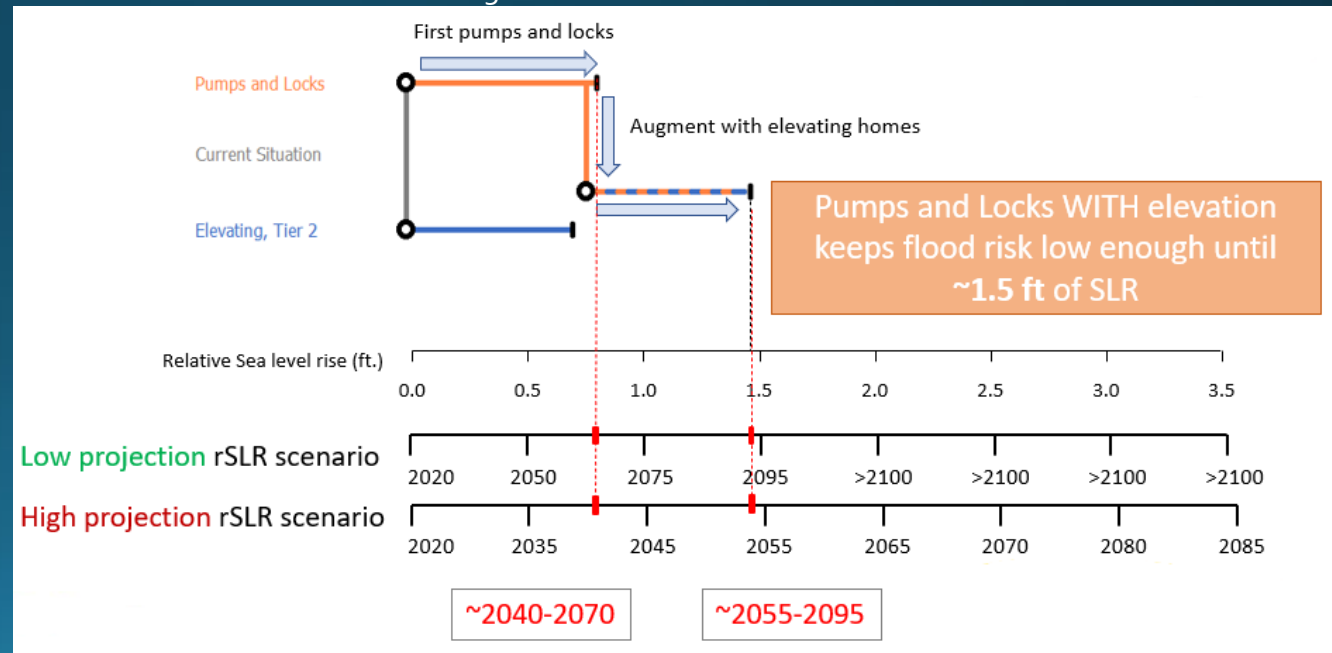 First pumps and locks
Pumps and Locks
Augment with elevating homes
Current Situation
Elevating, Tier 2
Pumps and Locks WITH elevation
keeps flood risk low enough until
~1.5 ft of SLR
Relative Sea level rise (ft.)
0.0 0.5 1.0 1.5 2.0 2.5 3.0 3.5
Low projection rSLR scenario
2020 2050 2075 2095 >2100 >2100 >2100 >2100
High projection rSLR scenario
2020 2035 2045 2055 2065 2070 2080 2085
~2040-2070 ~2055-2095